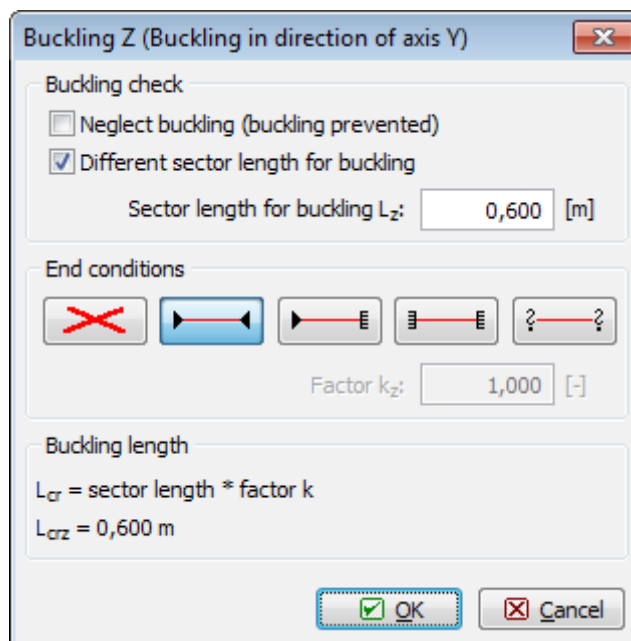 Buckling Z (Buckling in direction of axis Y)
Buckling check
Neglect buckling (buckling prevented)
Different sector length for buckling
Sector length for buckling Lz: 0,600 [m]
End conditions
Factor kz: 1,000 [-]
Buckling length
Lcr = sector length * factor k
Lcrz = 0,600 m
OK Cancel